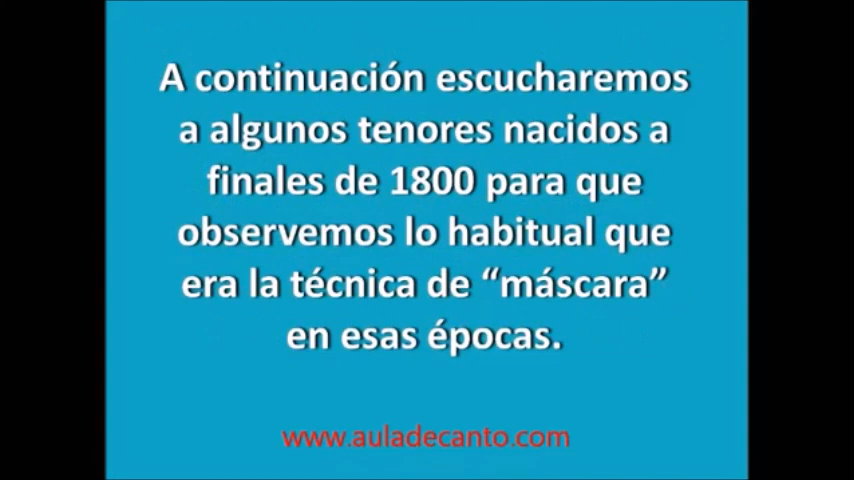 A continuación escucharemos
a algunos tenores nacidos a
finales de 1800 para que
observemos lo habitual que
era la técnica de “máscara”
en esas épocas.
www.auladecanto.com